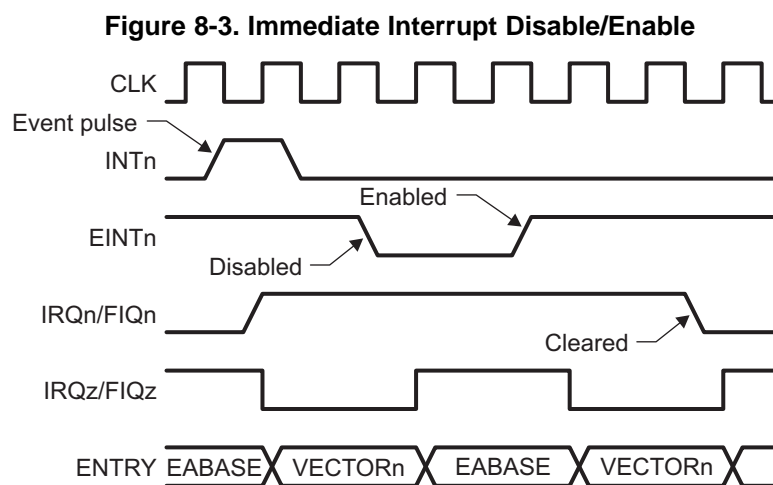 Figure 8-3. Immediate Interrupt Disable/Enable
CLK
Event pulse
INTn
Enabled
EINTn
Disabled
IRQn/FIQn
Cleared
IRQz/FIQz
ENTRY EABASE VECTORn EABASE VECTORn